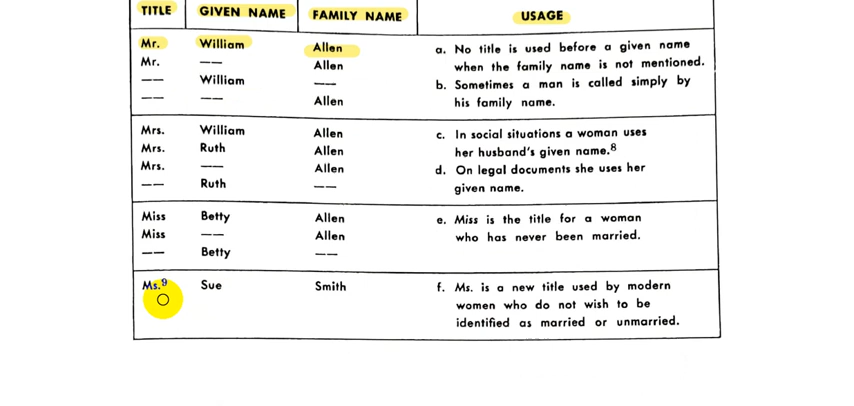 TITLE GIVEN NAME FAMILY NAME USAGE
Mr. William Allen a. No title is used before a given name
Mr. —— Allen when the family name is not mentioned.
—— William —— b. Sometimes a man is called simply by
—— —— Allen his family name.
Mrs. William Allen c. In social situations a woman uses
Mrs. Ruth Allen her husband's given name.8
Mrs. —— Allen d. On legal documents she uses her
—— Ruth —— given name.
Miss Betty Allen e. Miss is the title for a woman
Miss —— Allen who has never been married.
—— Betty ——
Ms.9 Sue Smith f. Ms. is a new title used by modern
women who do not wish to be
identified as married or unmarried.